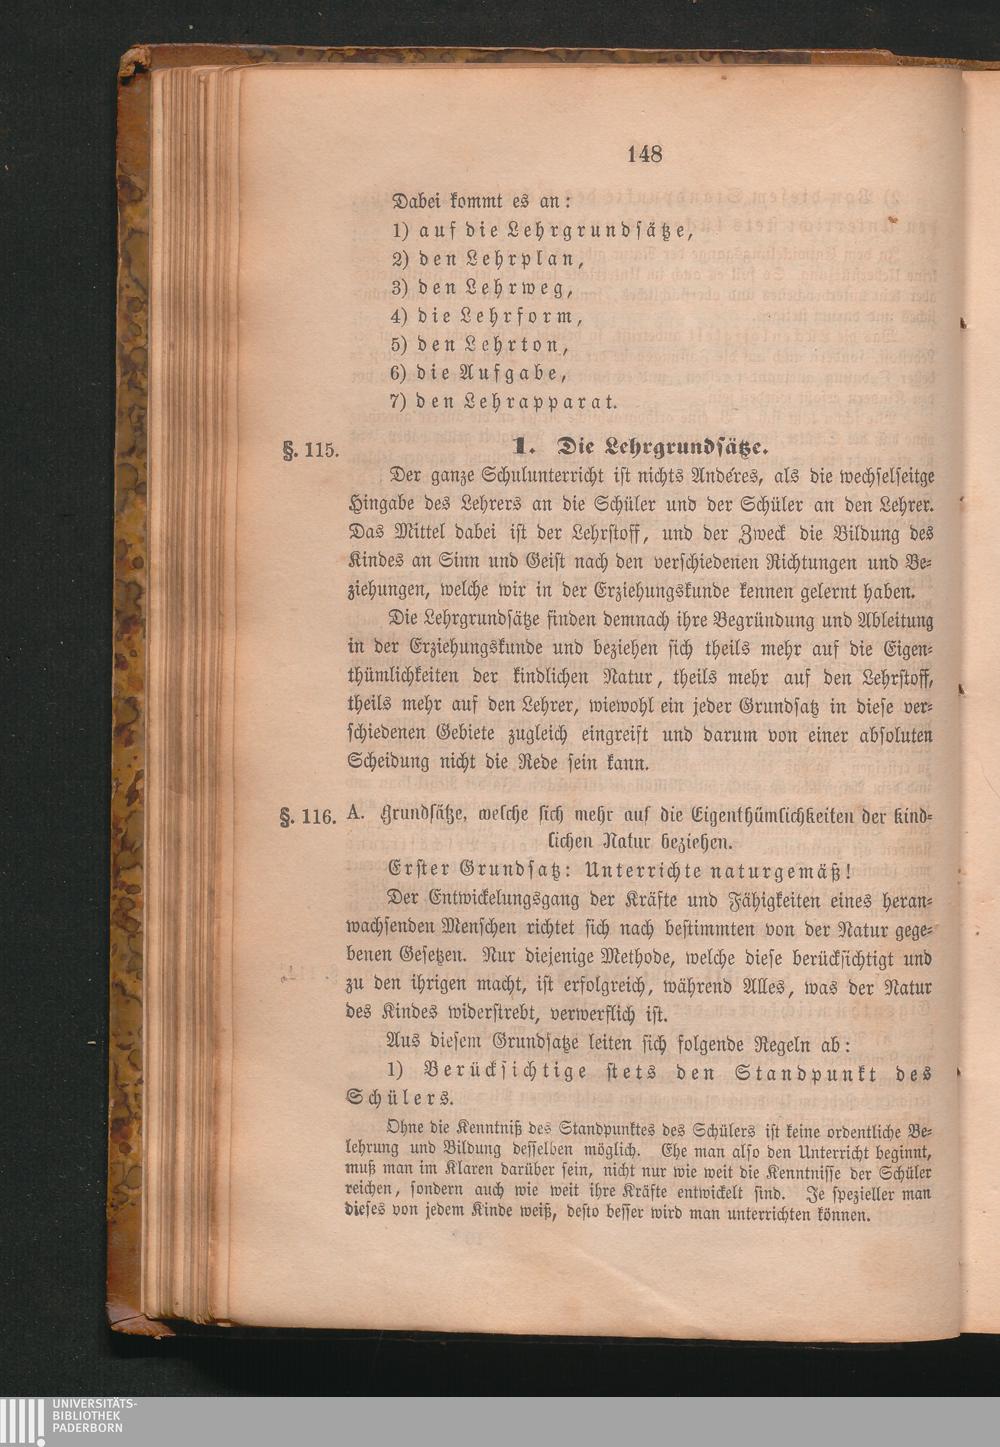 148
Dabei kommt es an:
1) auf die Lehrgrundsätze,
2) den Lehrplan,
3) den Lehrweg,
4) die Lehrform,
5) den Lehrton,
6) die Aufgabe,
7) den Lehrapparat.
§. 115. 1. Die Lehrgrundsätze.
Der ganze Schulunterricht ist nichts Anderes, als die wechselseitge
Hingabe des Lehrers an die Schüler und der Schüler an den Lehrer.
Das Mittel dabei ist der Lehrstoff, und der Zweck die Bildung des
Kindes an Sinn und Geist nach den verschiedenen Richtungen und Be-
ziehungen, welche wir in der Erziehungskunde kennen gelernt haben.
Die Lehrgrundsätze finden demnach ihre Begründung und Ableitung
in der Erziehungskunde und beziehen sich theils mehr auf die Eigen-
thümlichkeiten der kindlichen Natur, theils mehr auf den Lehrstoff,
theils mehr auf den Lehrer, wiewohl ein jeder Grundsatz in diese ver-
schiedenen Gebiete zugleich eingreift und darum von einer absoluten
Scheidung nicht die Rede sein kann.
§. 116. A. Grundsätze, welche sich mehr auf die Eigenthümlichkeiten der kind-
lichen Natur beziehen.
Erster Grundsatz: Unterrichte naturgemäß!
Der Entwickelungsgang der Kräfte und Fähigkeiten eines heran-
wachsenden Menschen richtet sich nach bestimmten von der Natur gege-
benen Gesetzen. Nur diejenige Methode, welche diese berücksichtigt und
zu den ihrigen macht, ist erfolgreich, während Alles, was der Natur
des Kindes widerstrebt, verwerflich ist.
Aus diesem Grundsatze leiten sich folgende Regeln ab:
1) Berücksichtige stets den Standpunkt des
Schülers.
Ohne die Kenntniß des Standpunktes des Schülers ist keine ordentliche Be-
lehrung und Bildung desselben möglich. Ehe man also den Unterricht beginnt,
muß man im Klaren darüber sein, nicht nur wie weit die Kenntnisse der Schüler
reichen, sondern auch wie weit ihre Kräfte entwickelt sind. Je spezieller man
dieses von jedem Kinde weiß, desto besser wird man unterrichten können.
UNIVERSITÄTS-
BIBLIOTHEK
PADERBORN